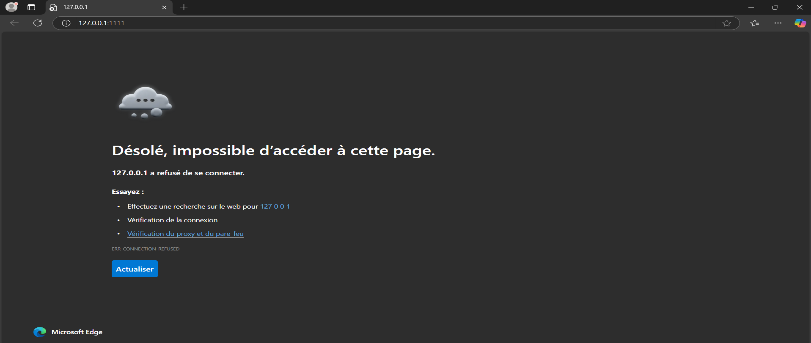 127.0.0.1
127.0.0.1:1111
Désolé, impossible d'accéder à cette page.
127.0.0.1 a refusé de se connecter.
Essayez :
• Effectuez une recherche sur le web pour 127 0 0 1
• Vérification de la connexion
• Vérification du proxy et du pare-feu
ERR_CONNECTION_REFUSED
Actualiser
Microsoft Edge